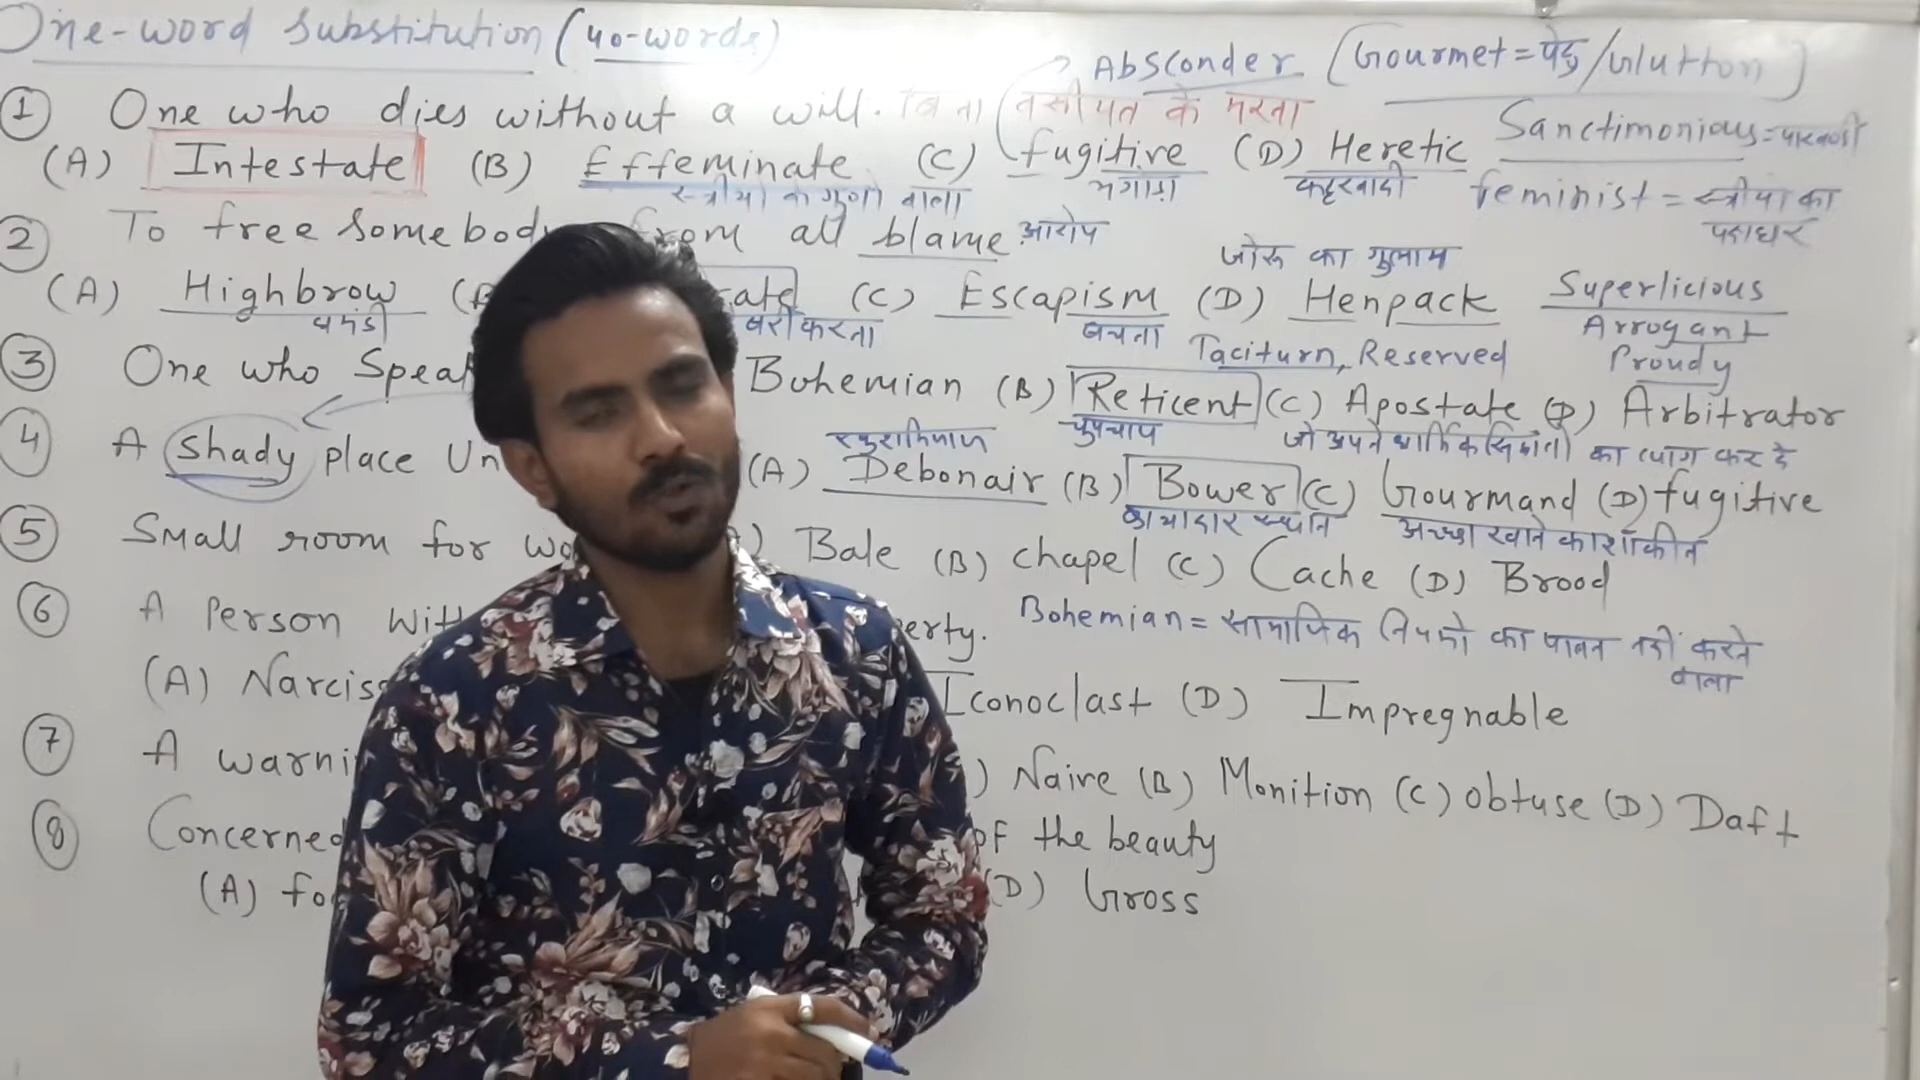 One-word Substitution (40-words)
Absconder (Gourmet = पेटू / Glutton)
① One who dies without a will. बिना वसीयत के मरना
Sanctimonious =
(A) Intestate (B) Effeminate (C) fugitive (D) Heretic
स्त्रीयो के गुणो वाला भगोड़ा कट्टरवादी
feminist = स्त्रीयों का
पक्षधर
② To free Somebody from all blame आरोप
जोरू का गुलाम
(A) Highbrow (C) Escapism (D) Henpack
घमंडी बरी करना बचना
Superlicious
Arrogant
Proudy
Taciturn, Reserved
③ One who Speak Bohemian (B) Reticent (C) Apostate (D) Arbitrator
चुपचाप जो अपने धार्मिक सिद्धांतो का त्याग कर दे
④ A shady place Un (A) Debonair (B) Bower (C) Gourmand (D) fugitive
छायादार स्थान अच्छा खाने का शौकीन
⑤ Small room for wo Bale (B) chapel (C) Cache (D) Brood
⑥ A Person with erty.
Bohemian = सामाजिक नियमो का पालन नहीं करने
वाला
(A) Narciss Iconoclast (D) Impregnable
⑦ A warni ) Naive (B) Monition (C) obtuse (D) Daft
⑧ Concerned of the beauty
(A) fo (D) Gross